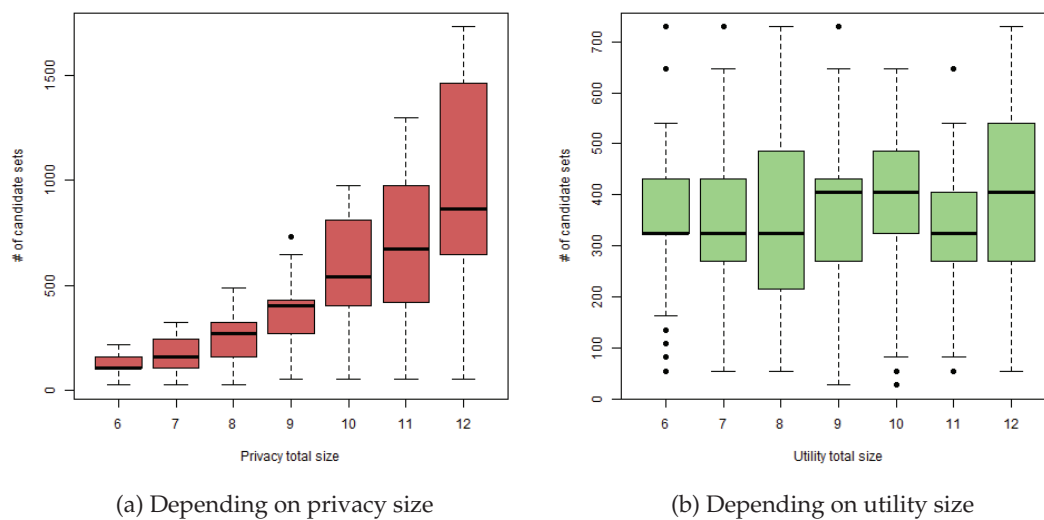 # of candidate sets
1500
1000
500
0
6 7 8 9 10 11 12
Privacy total size
(a) Depending on privacy size
# of candidate sets
700
600
500
400
300
200
100
0
6 7 8 9 10 11 12
Utility total size
(b) Depending on utility size